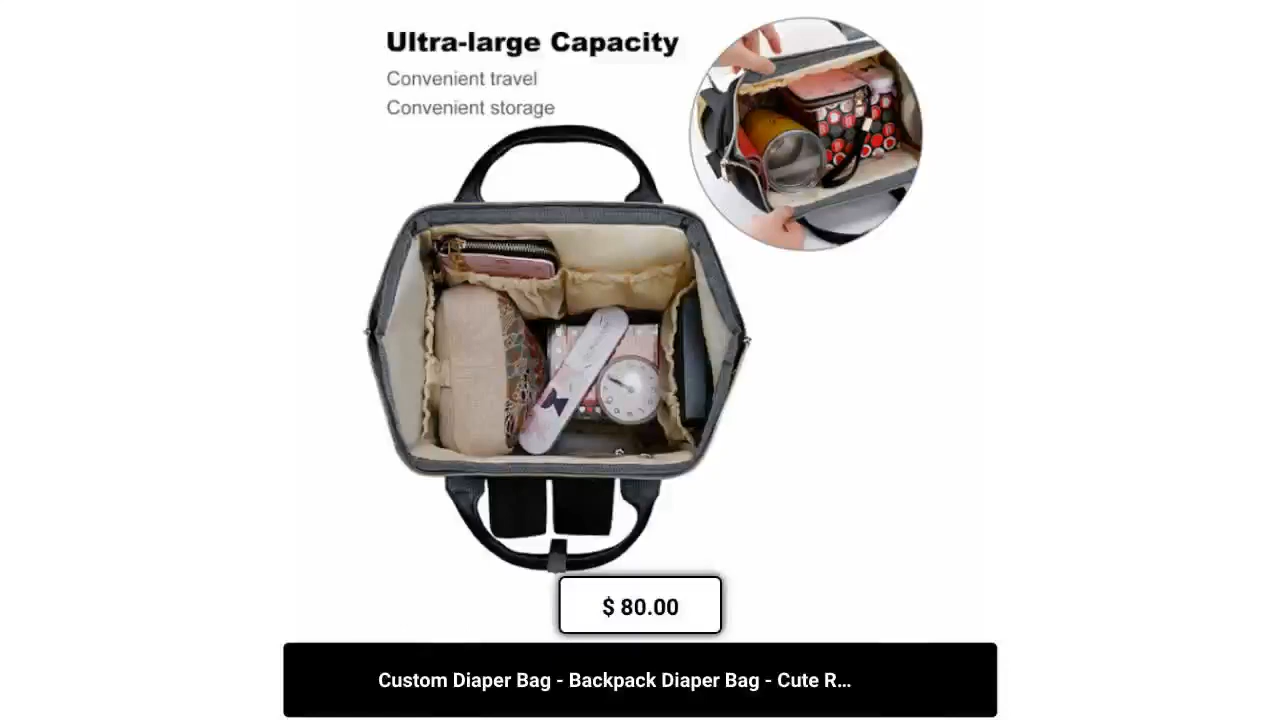 Ultra-large Capacity
Convenient travel
Convenient storage
$ 80.00
Custom Diaper Bag - Backpack Diaper Bag - Cute R...